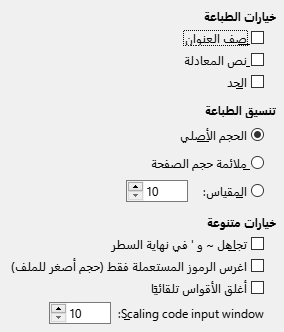 خيارات الطباعة
صف العنوان
نص المعادلة
الحد
تنسيق الطباعة
الحجم الأصلي
ملائمة حجم الصفحة
المقياس: 10
خيارات متنوعة
تجاهل ~ و ' في نهاية السطر
اغرس الرموز المستعملة فقط (حجم أصغر للملف)
أغلق الأقواس تلقائيًا
Scaling code input window: 10